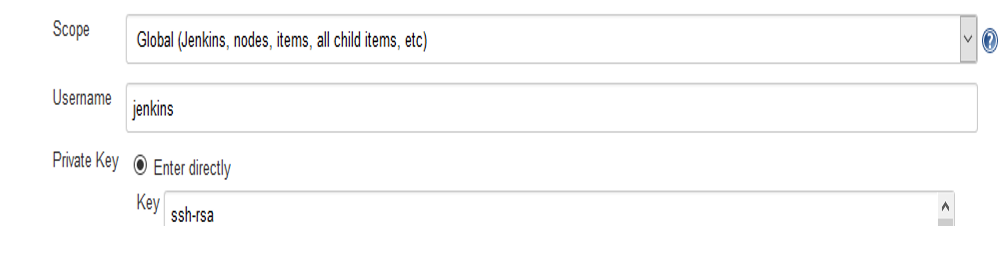 Scope Global (Jenkins, nodes, items, all child items, etc)
Username jenkins
Private Key Enter directly
Key ssh-rsa